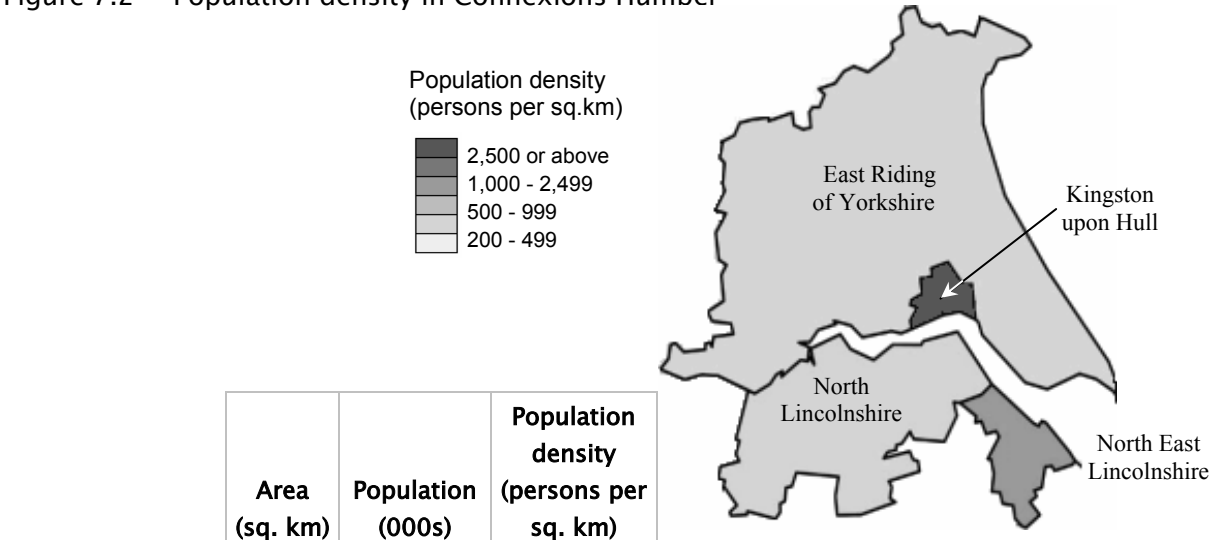 Figure 7.2 Population density in Connexions Humber
Population density
(persons per sq.km)
2,500 or above
1,000 - 2,499
500 - 999
200 - 499
East Riding
of Yorkshire
Kingston
upon Hull
North
Lincolnshire
North East
Lincolnshire
Area
(sq. km)
Population
(000s)
Population
density
(persons per
sq. km)